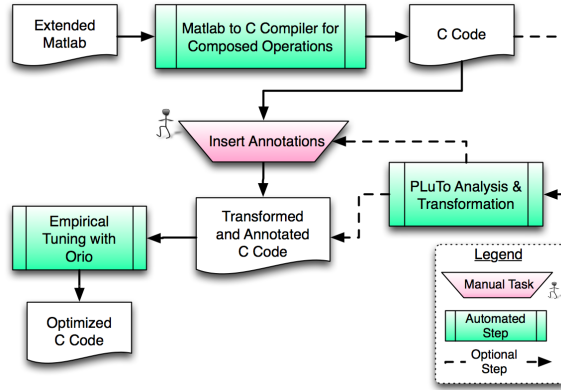 Extended
Matlab
Matlab to C Compiler for
Composed Operations
C Code
Insert Annotations
PLuTo Analysis &
Transformation
Transformed
and Annotated
C Code
Empirical
Tuning with
Orio
Optimized
C Code
Legend
Manual Task
Automated
Step
Optional
Step